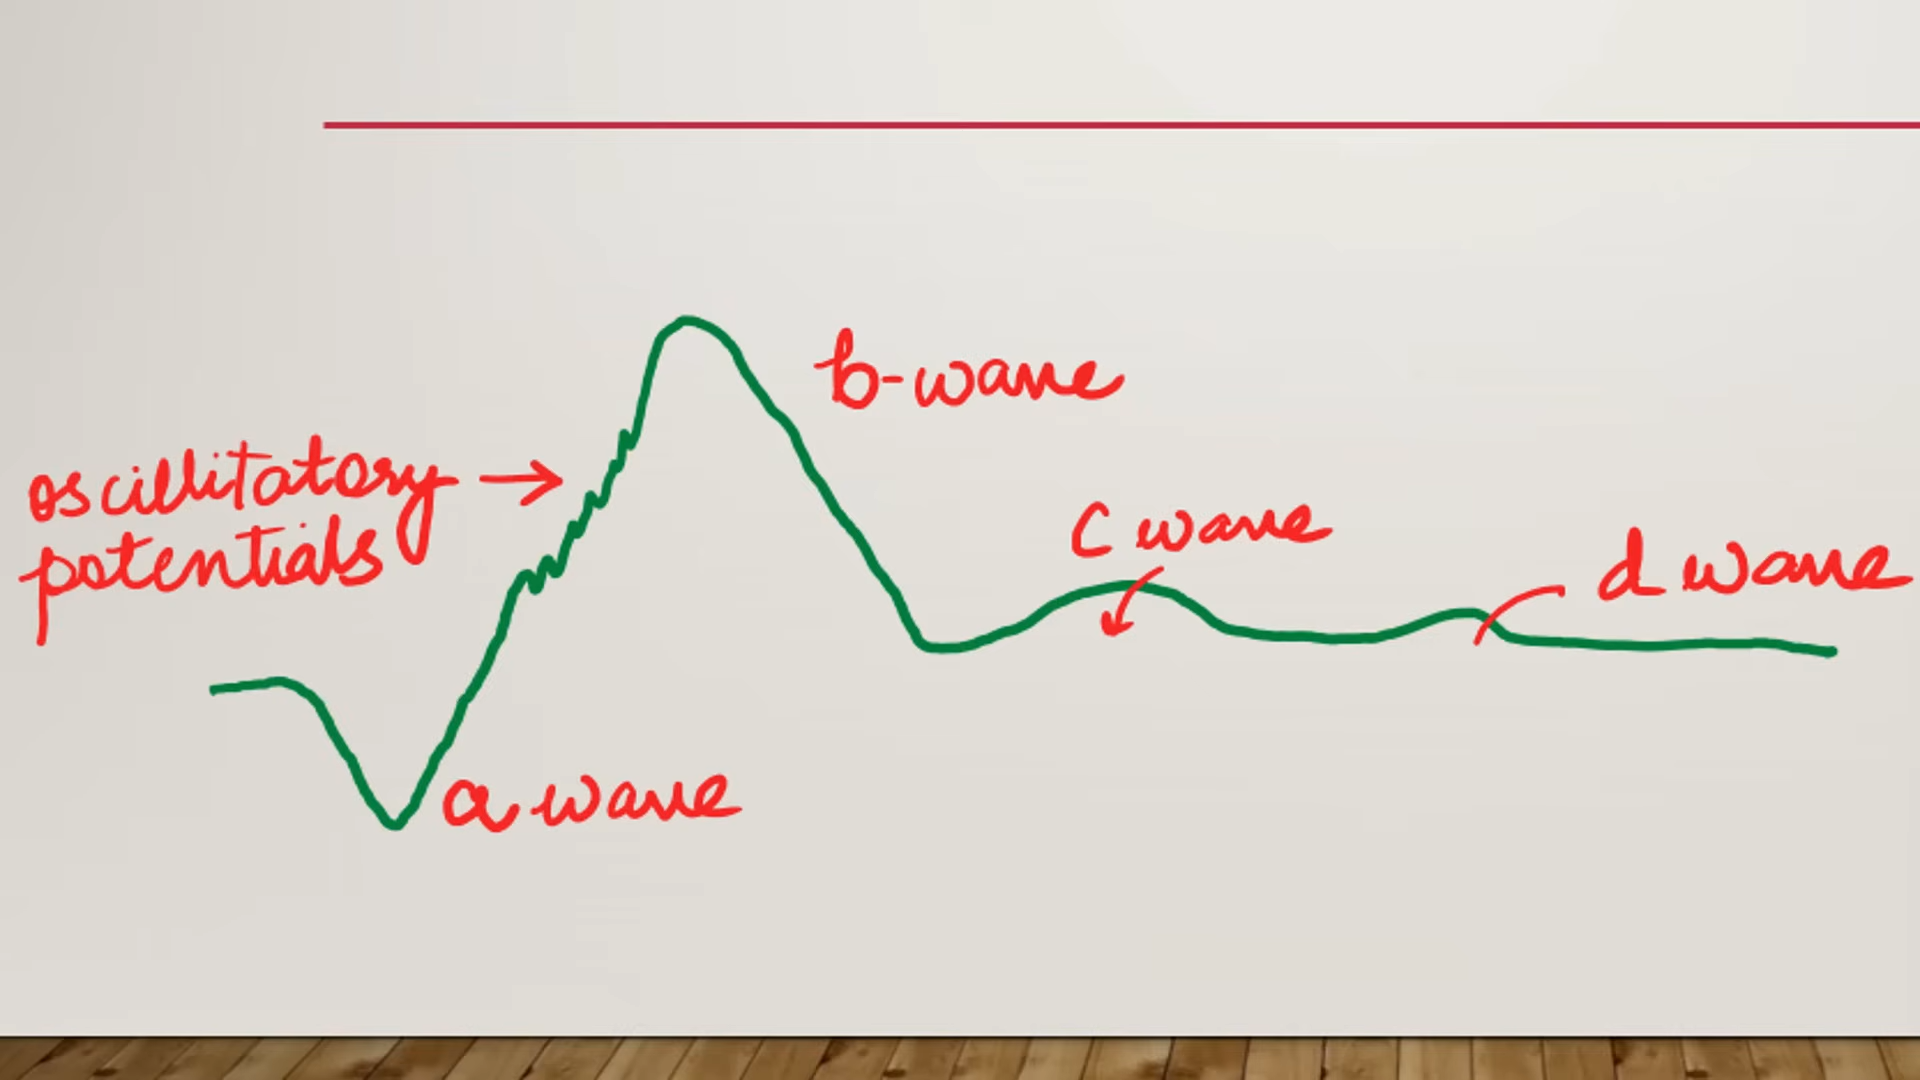 b-wave
oscillitatory
potentials
c wave
d wave
a wave